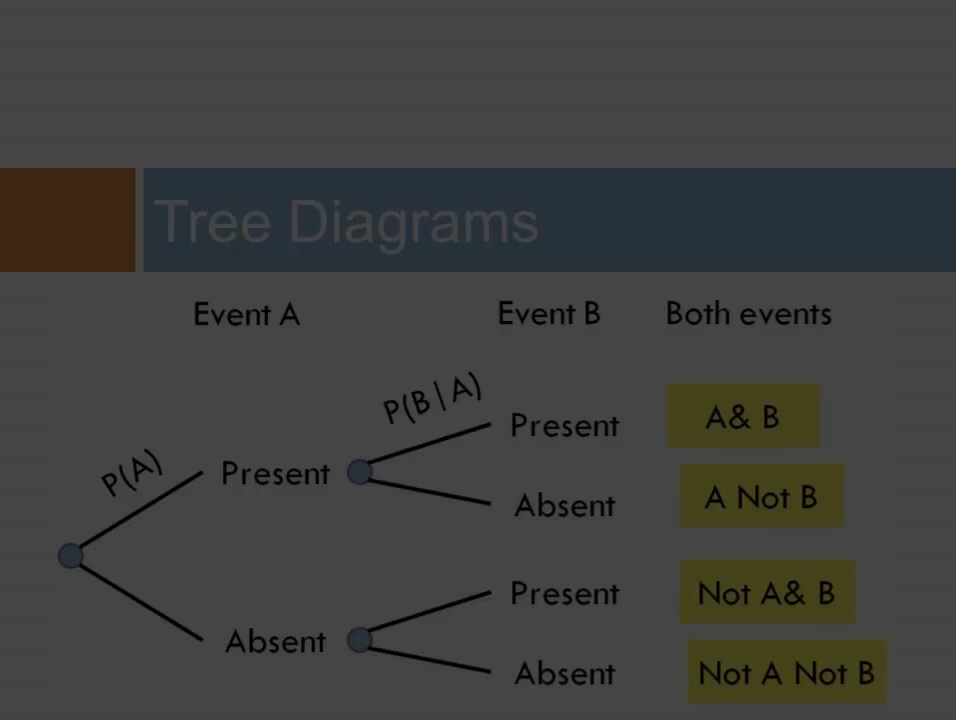 Tree Diagrams
Event A Event B Both events
P(B|A)
Present A& B
P(A)
Present
Absent A Not B
Present Not A& B
Absent
Absent Not A Not B